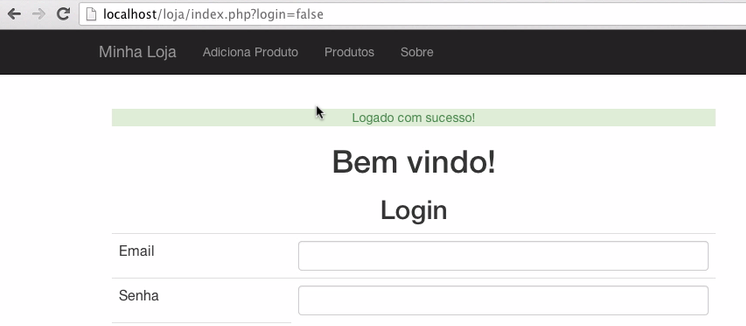 localhost/loja/index.php?login=false
Minha Loja Adiciona Produto Produtos Sobre
Logado com sucesso!
Bem vindo!
Login
Email
Senha